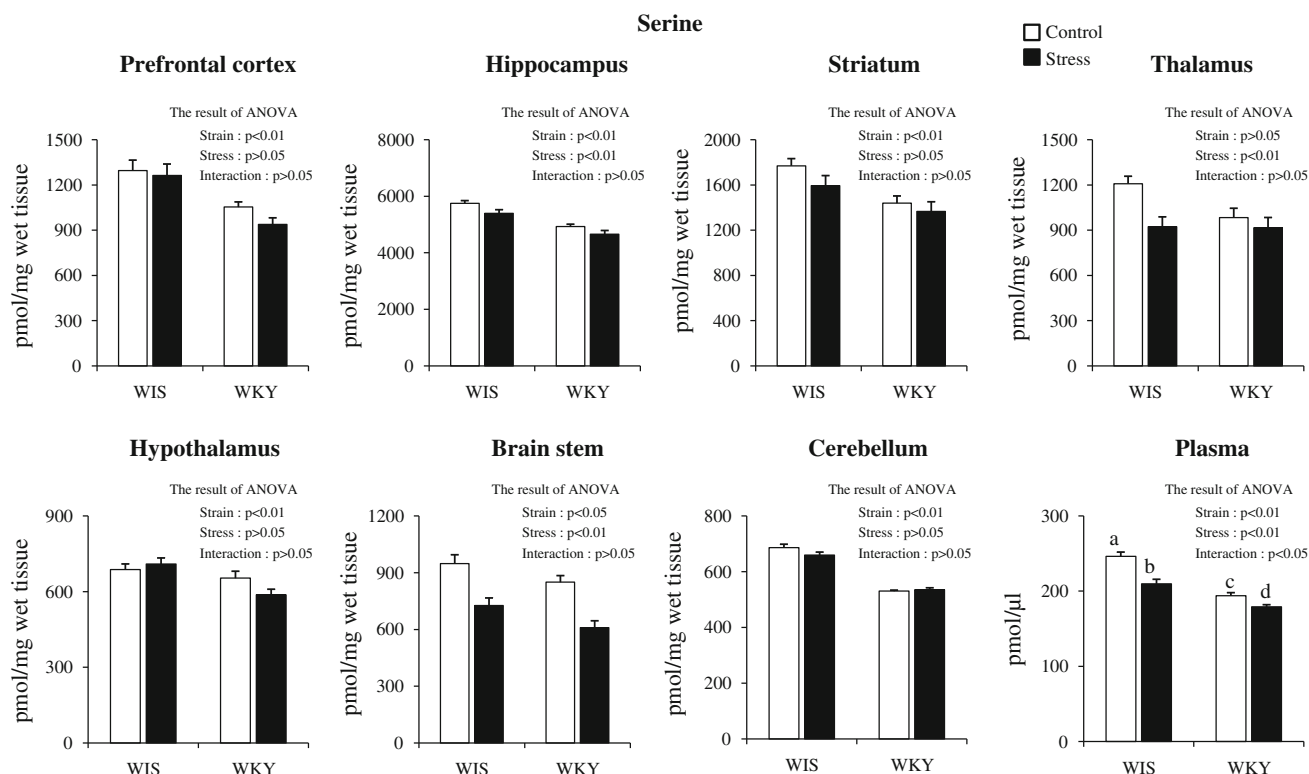 Serine
Control
Stress
Prefrontal cortex
The result of ANOVA
Strain : p<0.01
Stress : p>0.05
Interaction : p>0.05
pmol/mg wet tissue
1500
1200
900
600
300
0
WIS
WKY
Hippocampus
The result of ANOVA
Strain : p<0.01
Stress : p<0.01
Interaction : p>0.05
pmol/mg wet tissue
8000
6000
4000
2000
0
WIS
WKY
Striatum
The result of ANOVA
Strain : p<0.01
Stress : p>0.05
Interaction : p>0.05
pmol/mg wet tissue
2000
1600
1200
800
400
0
WIS
WKY
Thalamus
The result of ANOVA
Strain : p>0.05
Stress : p<0.01
Interaction : p>0.05
pmol/mg wet tissue
1500
1200
900
600
300
0
WIS
WKY
Hypothalamus
The result of ANOVA
Strain : p<0.01
Stress : p>0.05
Interaction : p>0.05
pmol/mg wet tissue
900
600
300
0
WIS
WKY
Brain stem
The result of ANOVA
Strain : p<0.05
Stress : p<0.01
Interaction : p>0.05
pmol/mg wet tissue
1200
900
600
300
0
WIS
WKY
Cerebellum
The result of ANOVA
Strain : p<0.01
Stress : p>0.05
Interaction : p>0.05
pmol/mg wet tissue
800
600
400
200
0
WIS
WKY
Plasma
The result of ANOVA
Strain : p<0.01
Stress : p<0.01
Interaction : p<0.05
pmol/µl
300
200
100
0
a
b
c
d
WIS
WKY